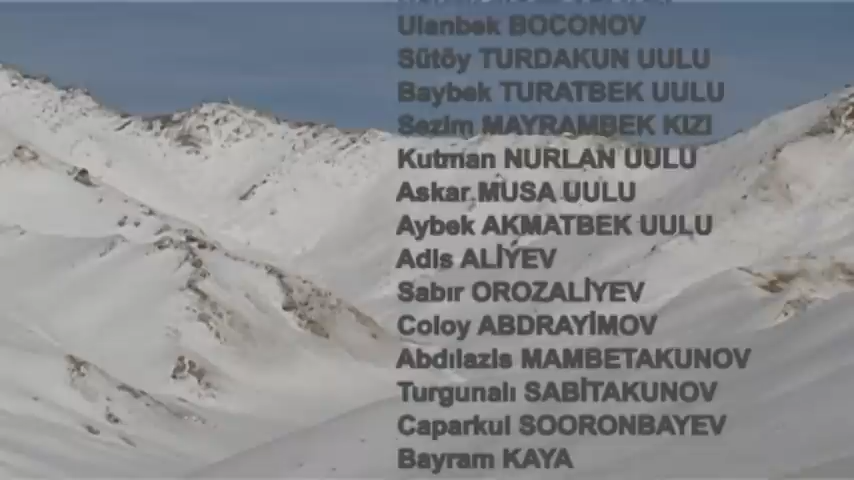 Ulanbek BOCONOV
Sütöy TURDAKUN UULU
Baybek TURATBEK UULU
Sezim MAYRAMBEK KIZI
Kutman NURLAN UULU
Askar MUSA UULU
Aybek AKMATBEK UULU
Adis ALİYEV
Sabır OROZALİYEV
Coloy ABDRAYİMOV
Abdılazis MAMBETAKUNOV
Turgunalı SABİTAKUNOV
Caparkul SOORONBAYEV
Bayram KAYA